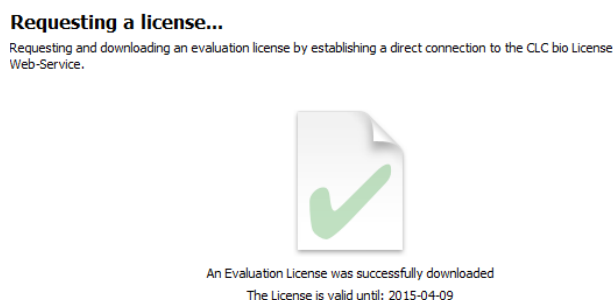 Requesting a license...
Requesting and downloading an evaluation license by establishing a direct connection to the CLC bio License
Web-Service.
An Evaluation License was successfully downloaded
The License is valid until: 2015-04-09